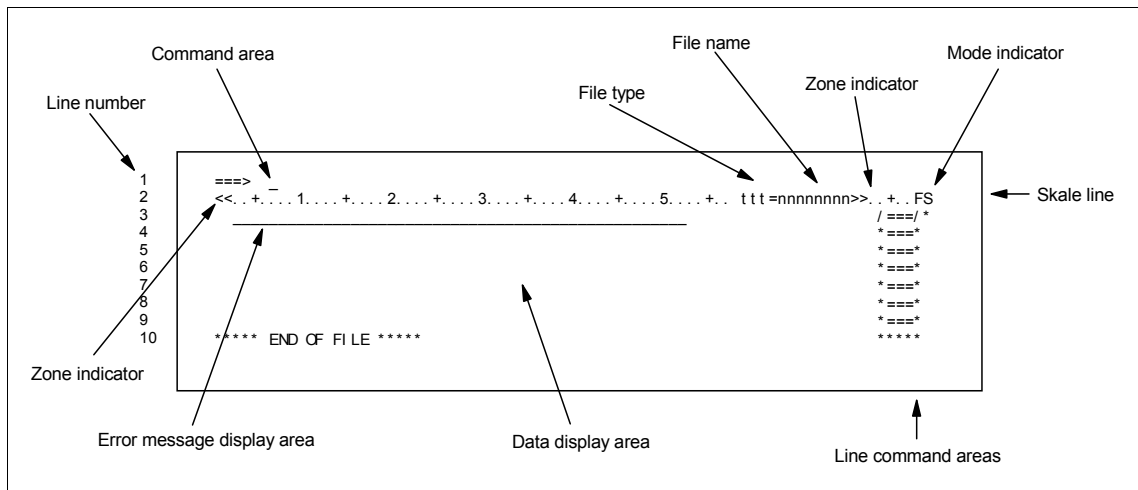 File name
Command area
Mode indicator
Zone indicator
File type
Line number
1 ===> _
2 <<..+....1....+....2....+....3....+....4....+....5....+.. ttt=nnnnnnnn>>..+..FS
Skale line
3 /===/*
4 *===*
5 *===*
6 *===*
7 *===*
8 *===*
9 *===*
10 ***** END OF FILE ***** *****
Zone indicator
Error message display area
Data display area
Line command areas